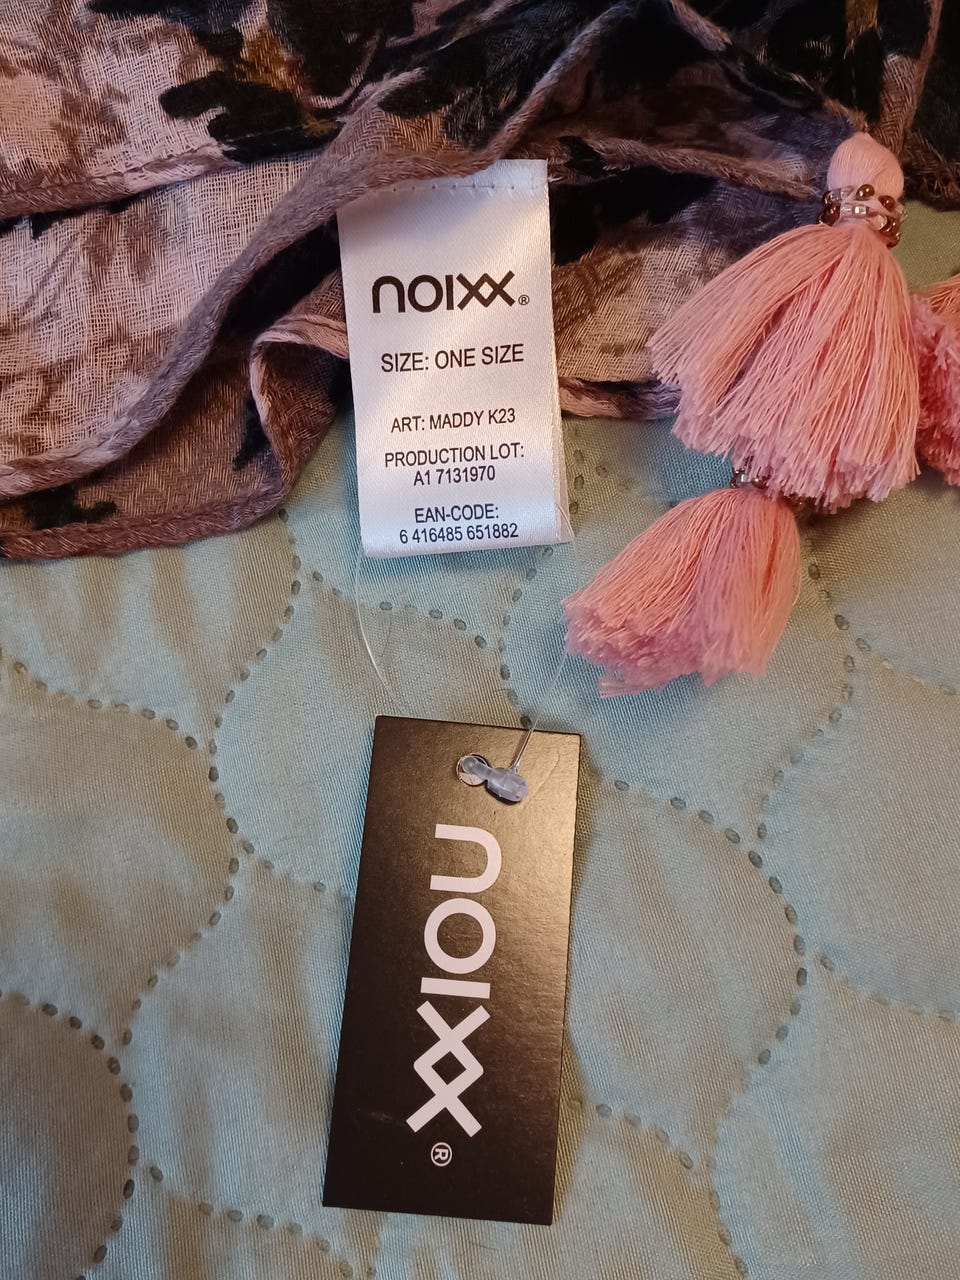 noixx®
SIZE: ONE SIZE
ART: MADDY K23
PRODUCTION LOT:
A1 7131970
EAN-CODE:
6 416485 651882
noixx®